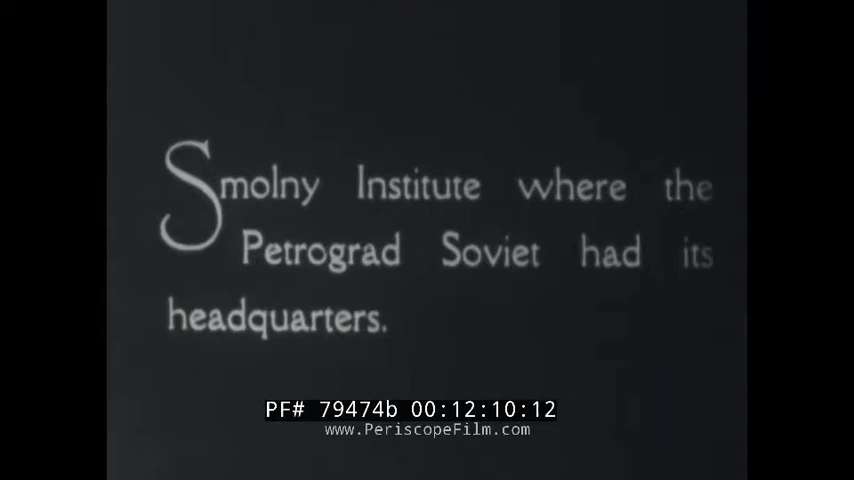 Smolny Institute where the
Petrograd Soviet had its
headquarters.
PF# 79474b 00:12:10:12
www.PeriscopeFilm.com